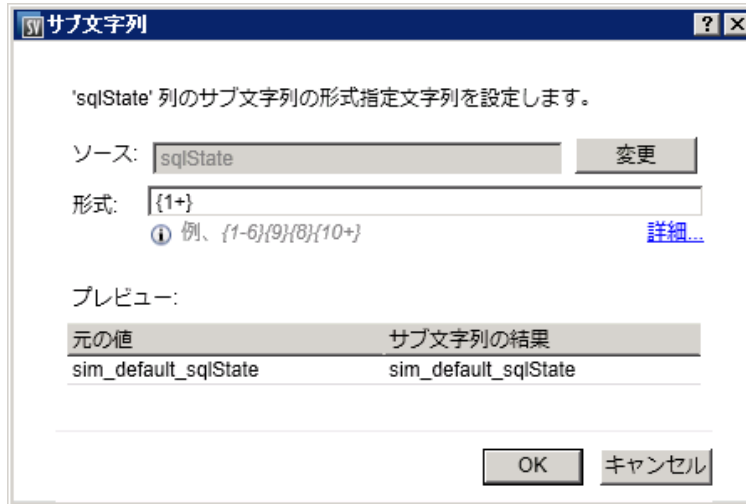 SV サブ文字列 ? ×
'sqlState' 列のサブ文字列の形式指定文字列を設定します。
ソース: sqlState 変更
形式: {1+}
i 例、{1-6}{9}{8}{10+} 詳細...
プレビュー:
元の値 サブ文字列の結果
sim_default_sqlState sim_default_sqlState
OK キャンセル